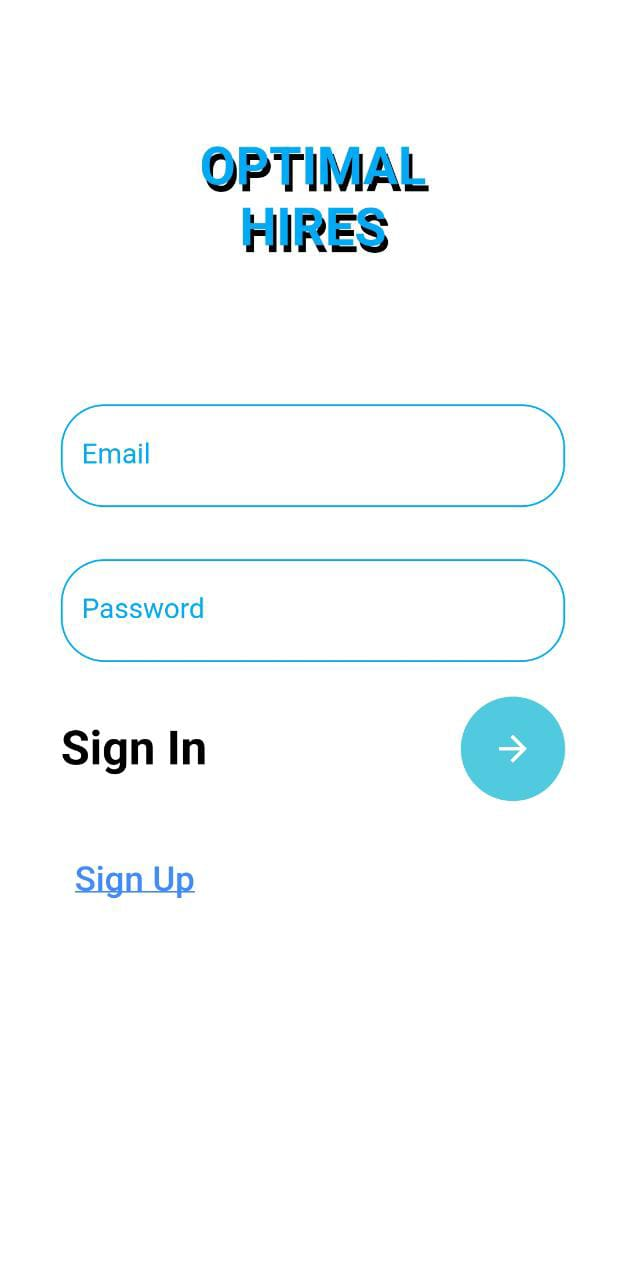 OPTIMAL
HIRES
Email
Password
Sign In
Sign Up